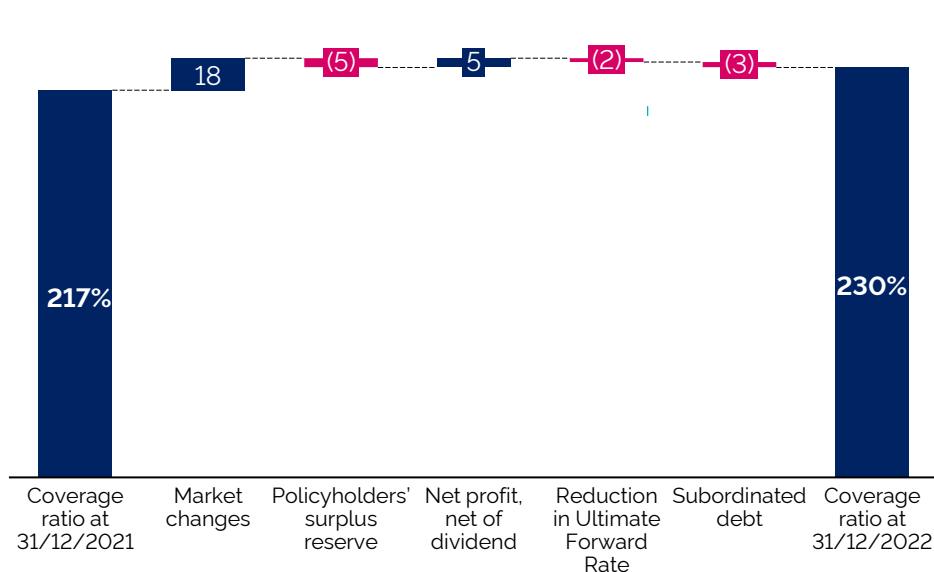 18
(5)
5
(2)
(3)
217%
230%
Coverage
ratio at
31/12/2021
Market
changes
Policyholders’
surplus
reserve
Net profit,
net of
dividend
Reduction
in Ultimate
Forward
Rate
Subordinated
debt
Coverage
ratio at
31/12/2022